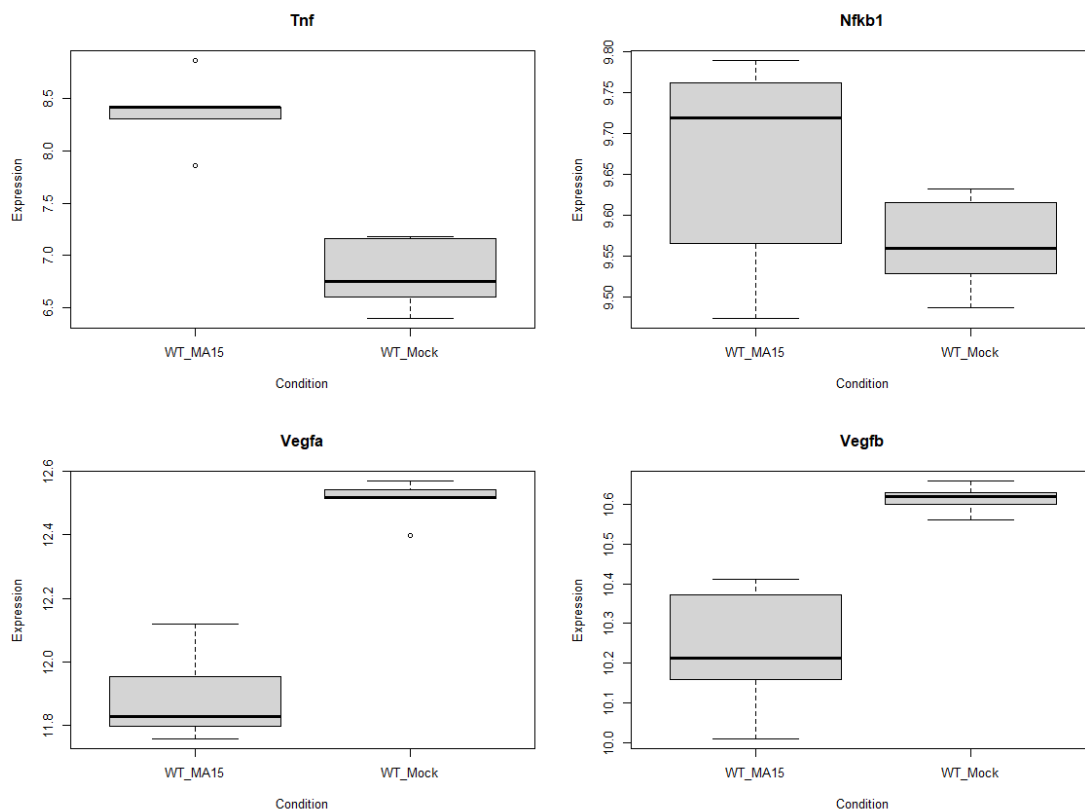 Tnf
Expression
8.5
8.0
7.5
7.0
6.5
WT_MA15
WT_Mock
Condition
Nfkb1
Expression
9.80
9.75
9.70
9.65
9.60
9.55
9.50
WT_MA15
WT_Mock
Condition
Vegfa
Expression
12.6
12.4
12.2
12.0
11.8
WT_MA15
WT_Mock
Condition
Vegfb
Expression
10.6
10.5
10.4
10.3
10.2
10.1
10.0
WT_MA15
WT_Mock
Condition